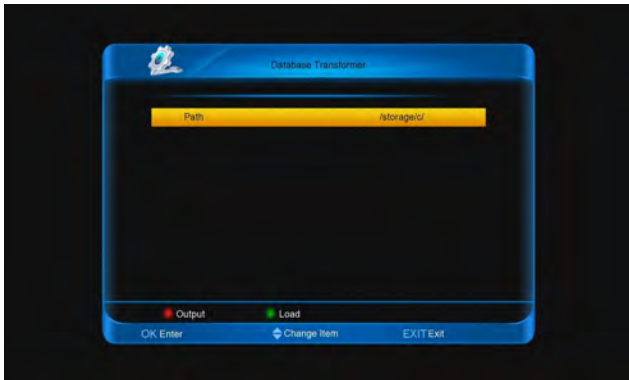 Database Transformer
Path /storage/c/
Output Load
OK Enter Change Item EXIT Exit